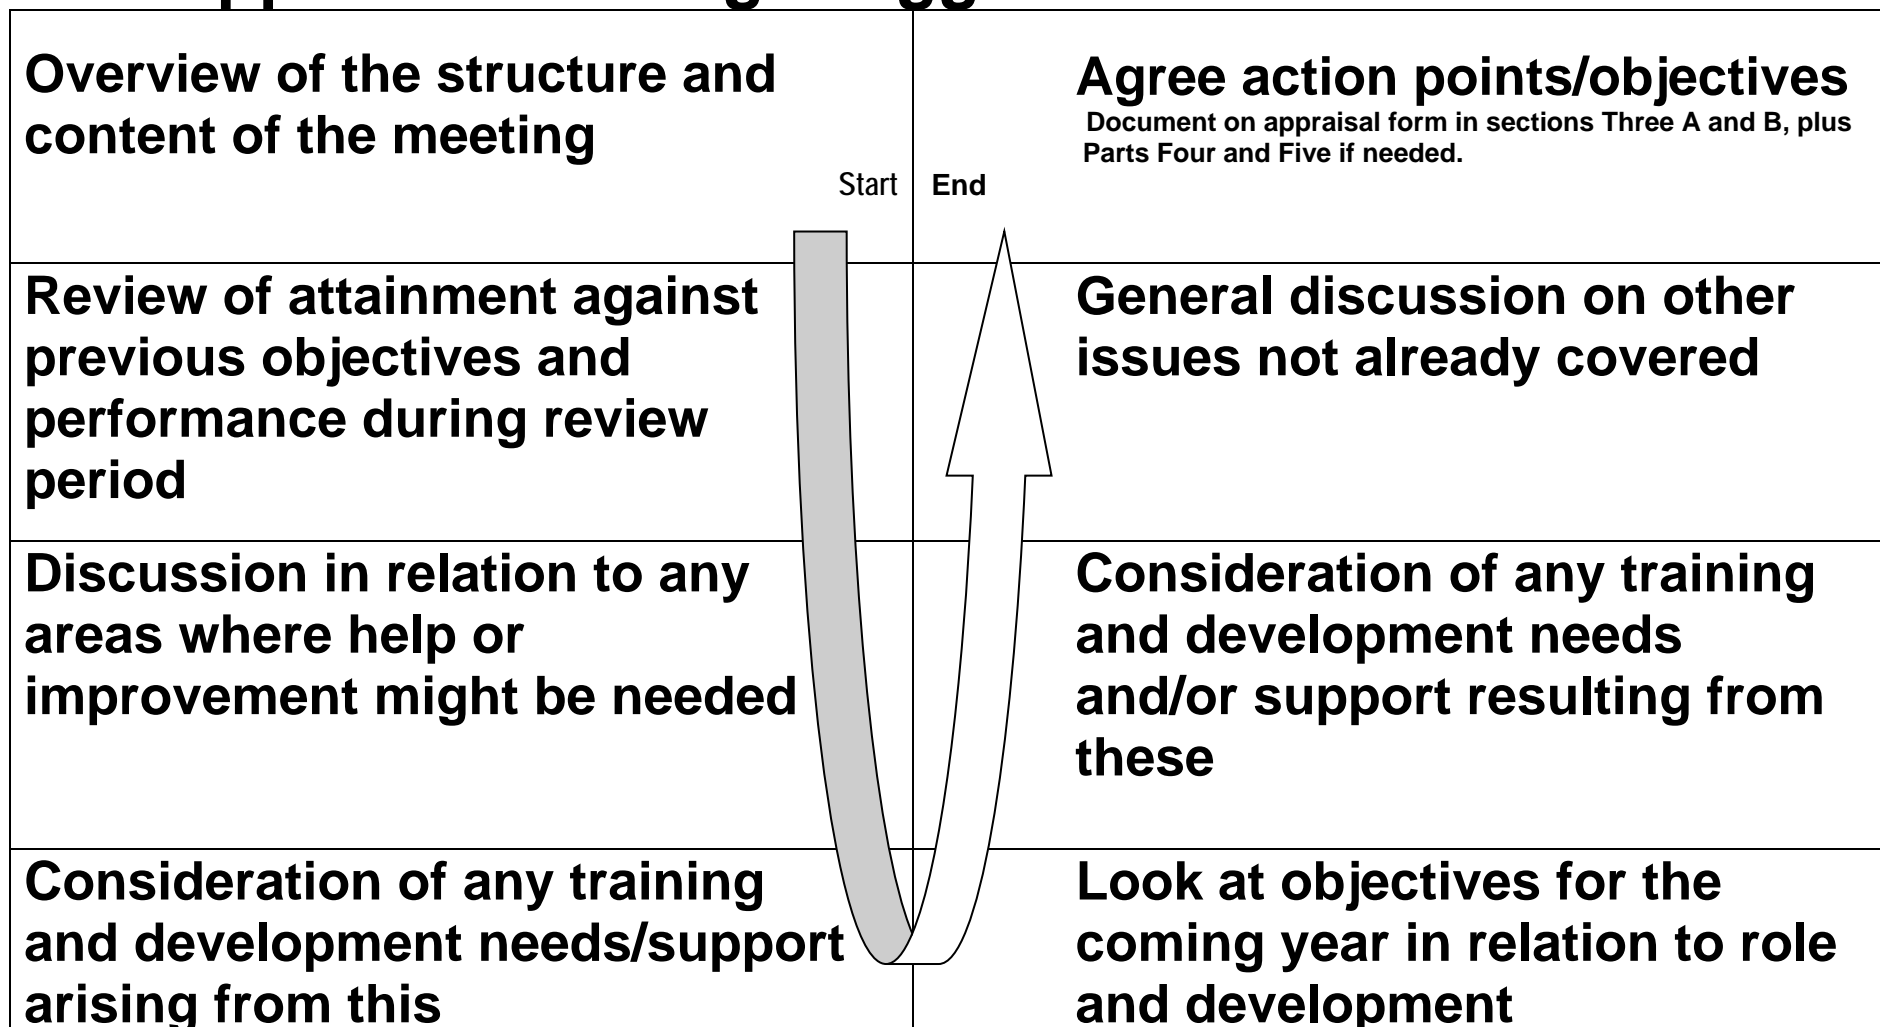 Overview of the structure and
content of the meeting
Start
Agree action points/objectives
Document on appraisal form in sections Three A and B, plus
Parts Four and Five if needed.
End
Review of attainment against
previous objectives and
performance during review
period
General discussion on other
issues not already covered
Discussion in relation to any
areas where help or
improvement might be needed
Consideration of any training
and development needs
and/or support resulting from
these
Consideration of any training
and development needs/support
arising from this
Look at objectives for the
coming year in relation to role
and development